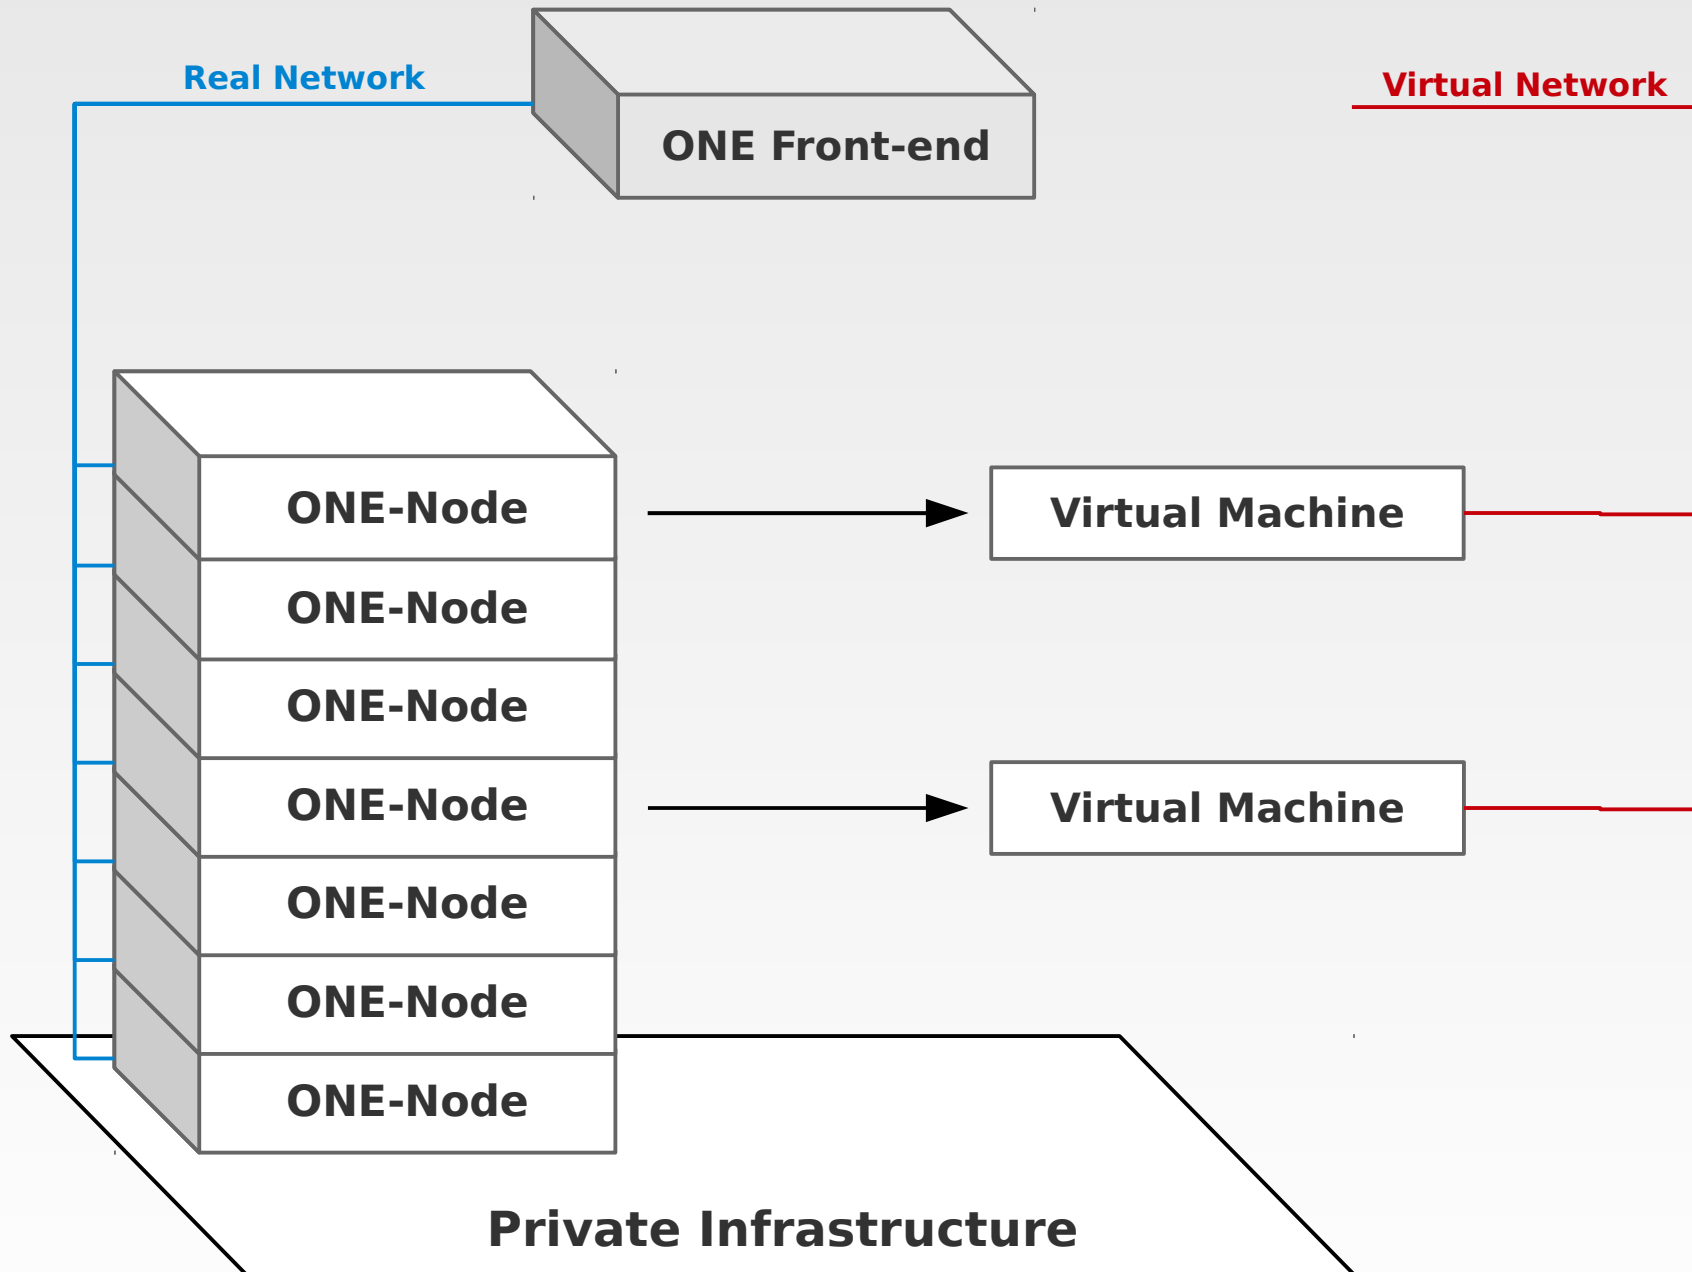 Real Network
Virtual Network
ONE Front-end
ONE-Node
Virtual Machine
ONE-Node
ONE-Node
ONE-Node
Virtual Machine
ONE-Node
ONE-Node
ONE-Node
Private Infrastructure